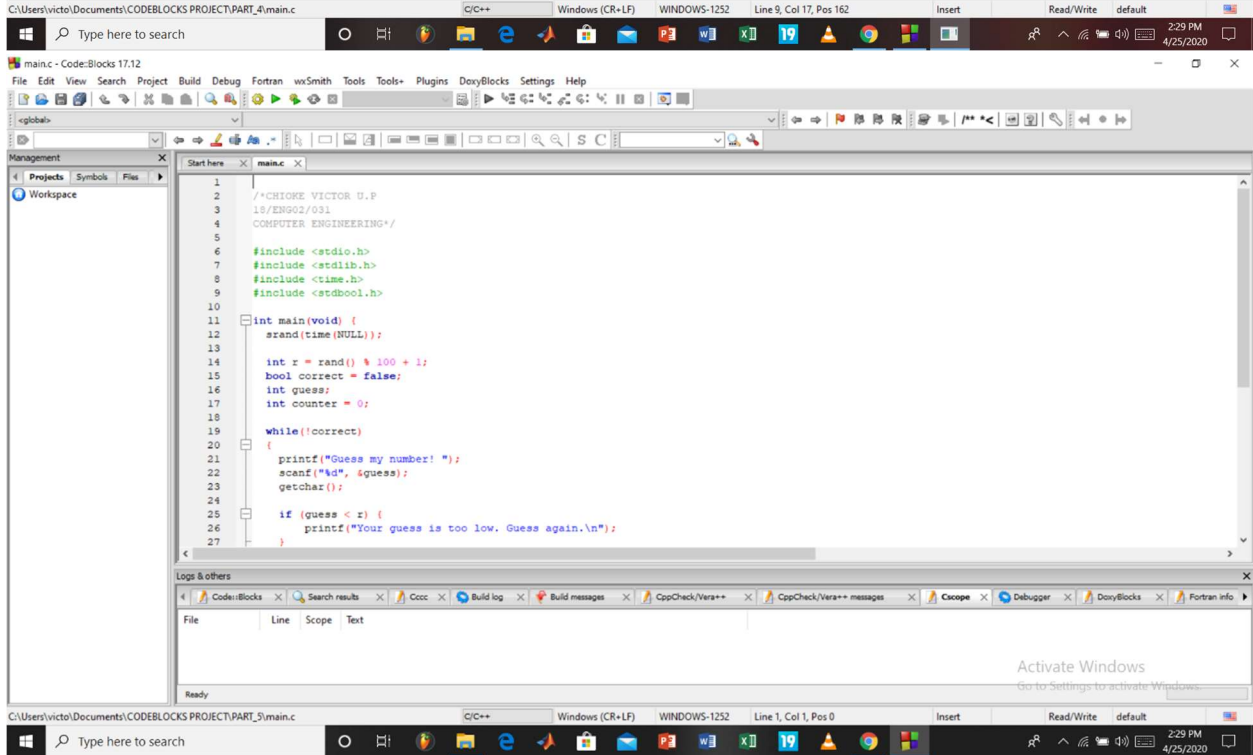 C:\Users\victo\Documents\CODEBLOCKS PROJECT\PART_4\main.c C/C++ Windows (CR+LF) WINDOWS-1252 Line 9, Col 17, Pos 162 Insert Read/Write default
Type here to search 19 2:29 PM
4/25/2020
main.c - Code::Blocks 17.12
File Edit View Search Project Build Debug Fortran wxSmith Tools Tools+ Plugins DoxyBlocks Settings Help
<global>
/** *<
S C
Management
Projects Symbols Files
Workspace
Start here main.c
1
2 /*CHIOKE VICTOR U.P
3 18/ENG02/031
4 COMPUTER ENGINEERING*/
5
6 #include <stdio.h>
7 #include <stdlib.h>
8 #include <time.h>
9 #include <stdbool.h>
10
11 int main(void) {
12 srand(time(NULL));
13
14 int r = rand() % 100 + 1;
15 bool correct = false;
16 int guess;
17 int counter = 0;
18
19 while(!correct)
20 {
21 printf("Guess my number! ");
22 scanf("%d", &guess);
23 getchar();
24
25 if (guess < r) {
26 printf("Your guess is too low. Guess again.\n");
27 }
Logs & others
Code::Blocks Search results Cccc Build log Build messages CppCheck/Vera++ CppCheck/Vera++ messages Cscope Debugger DoxyBlocks Fortran info
File Line Scope Text
Activate Windows
Go to Settings to activate Windows.
Ready
C:\Users\victo\Documents\CODEBLOCKS PROJECT\PART_5\main.c C/C++ Windows (CR+LF) WINDOWS-1252 Line 1, Col 1, Pos 0 Insert Read/Write default
Type here to search 19 2:29 PM
4/25/2020